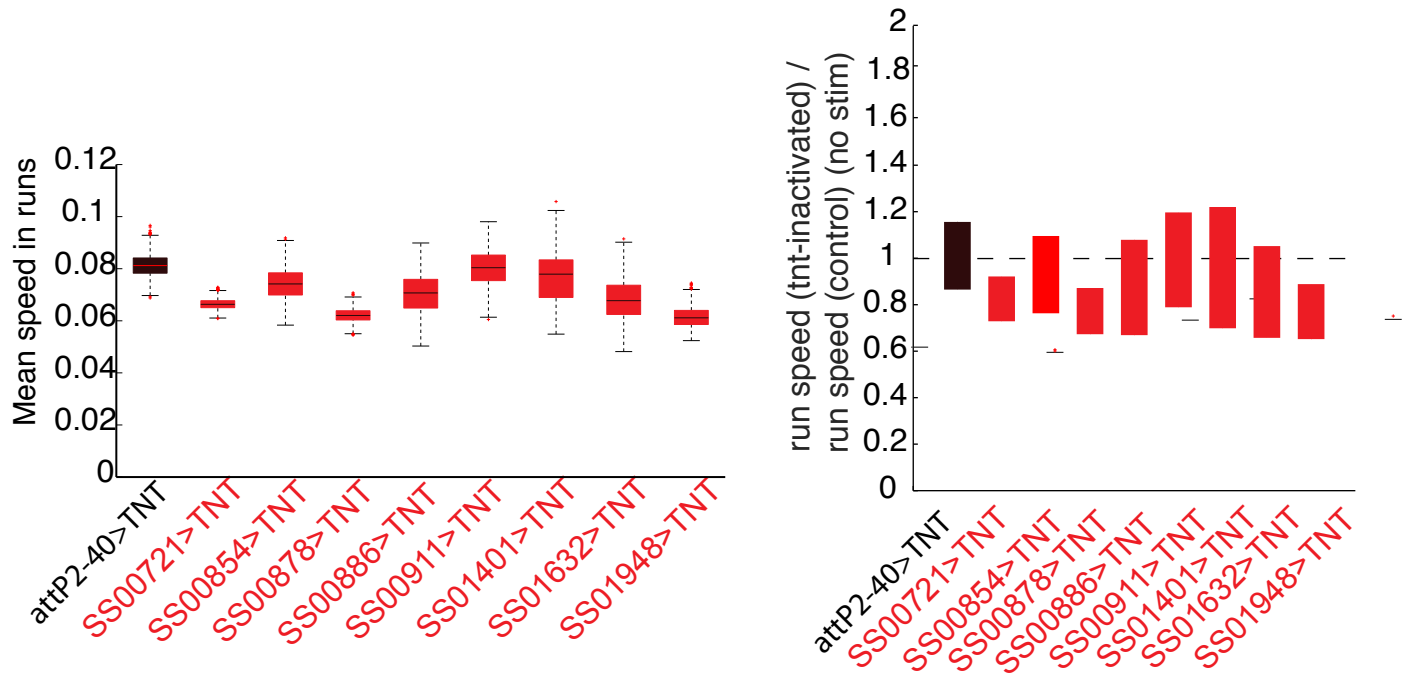 Mean speed in runs
0.12
0.1
0.08
0.06
0.04
0.02
0
attP2-40>TNT
SS00721>TNT
SS00854>TNT
SS00878>TNT
SS00886>TNT
SS00911>TNT
SS01401>TNT
SS01632>TNT
SS01948>TNT
run speed (tnt-inactivated) /
run speed (control) (no stim)
2
1.8
1.6
1.4
1.2
1
0.8
0.6
0.4
0.2
0
attP2-40>TNT
SS00721>TNT
SS00854>TNT
SS00878>TNT
SS00886>TNT
SS00911>TNT
SS01401>TNT
SS01632>TNT
SS01948>TNT